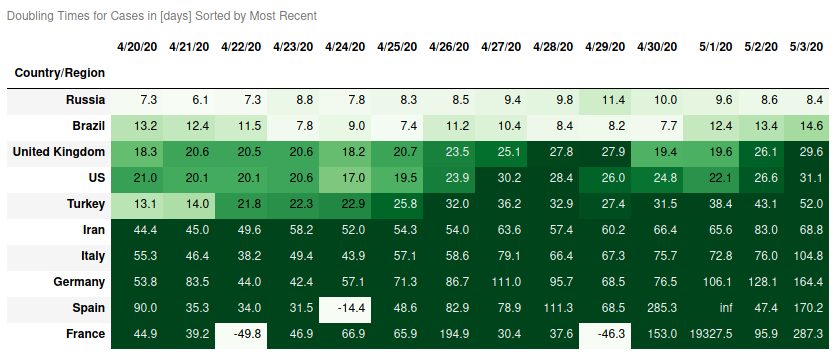 Doubling Times for Cases in [days] Sorted by Most Recent
4/20/20 4/21/20 4/22/20 4/23/20 4/24/20 4/25/20 4/26/20 4/27/20 4/28/20 4/29/20 4/30/20 5/1/20 5/2/20 5/3/20
Country/Region
Russia 7.3 6.1 7.3 8.8 7.8 8.3 8.5 9.4 9.8 11.4 10.0 9.6 8.6 8.4
Brazil 13.2 12.4 11.5 7.8 9.0 7.4 11.2 10.4 8.4 8.2 7.7 12.4 13.4 14.6
United Kingdom 18.3 20.6 20.5 20.6 18.2 20.7 23.5 25.1 27.8 27.9 19.4 19.6 26.1 29.6
US 21.0 20.1 20.1 20.6 17.0 19.5 23.9 30.2 28.4 26.0 24.8 22.1 26.6 31.1
Turkey 13.1 14.0 21.8 22.3 22.9 25.8 32.0 36.2 32.9 27.4 31.5 38.4 43.1 52.0
Iran 44.4 45.0 49.6 58.2 52.0 54.3 54.0 63.6 57.4 60.2 66.4 65.6 83.0 68.8
Italy 55.3 46.4 38.2 49.4 43.9 57.1 58.6 79.1 66.4 67.3 75.7 72.8 76.0 104.8
Germany 53.8 83.5 44.0 42.4 57.1 71.3 86.7 111.0 95.7 68.5 76.5 106.1 128.1 164.4
Spain 90.0 35.3 34.0 31.5 -14.4 48.6 82.9 78.9 111.3 68.5 285.3 inf 47.4 170.2
France 44.9 39.2 -49.8 46.9 66.9 65.9 194.9 30.4 37.6 -46.3 153.0 19327.5 95.9 287.3